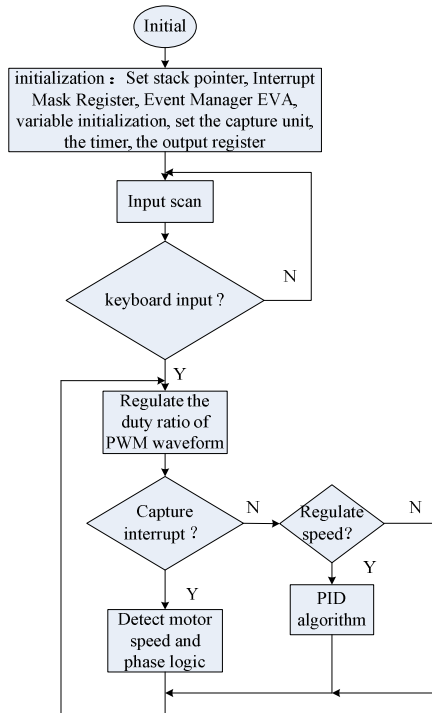 Initial
initialization： Set stack pointer, Interrupt
Mask Register, Event Manager EVA,
variable initialization, set the capture unit,
the timer, the output register
Input scan
N
keyboard input ?
Y
Regulate the
duty ratio of
PWM waveform
Capture
interrupt ?
N
Regulate
speed?
N
Y
Y
Detect motor
speed and
phase logic
PID
algorithm